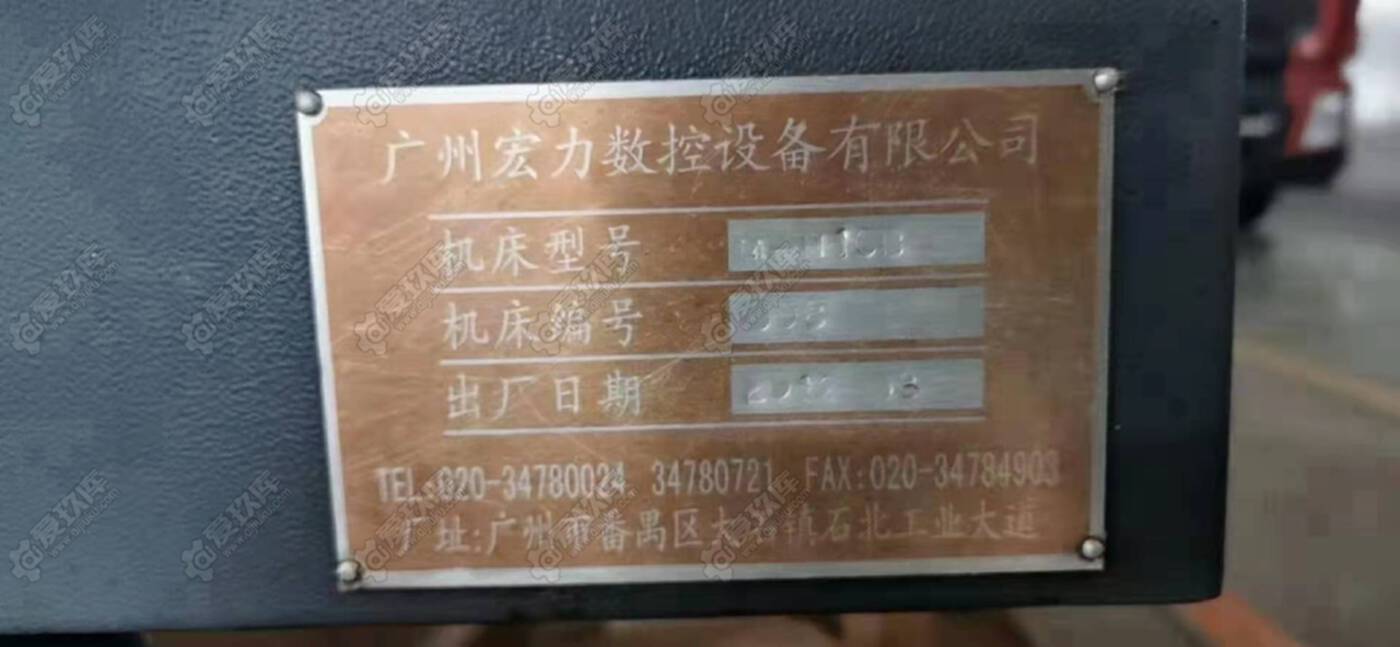 广州宏力数控设备有限公司
机床型号
机床编号
出厂日期
TEL:020-34780024 34780721 FAX:020-34784903
厂址:广州市番禺区大石镇石北工业大道